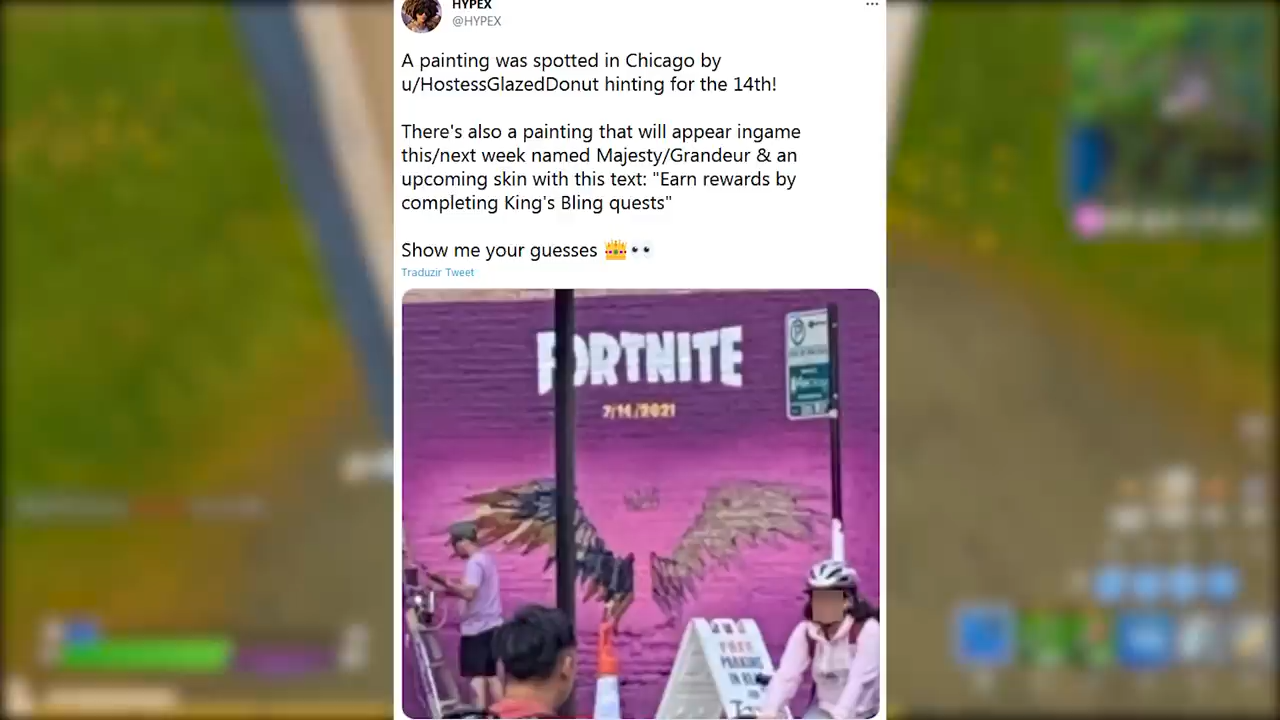 HYPEX
@HYPEX
A painting was spotted in Chicago by
u/HostessGlazedDonut hinting for the 14th!
There's also a painting that will appear ingame
this/next week named Majesty/Grandeur & an
upcoming skin with this text: "Earn rewards by
completing King's Bling quests"
Show me your guesses 👑👀
Traduzir Tweet
FORTNITE
7/14/2021
FREE
PARKING
IN